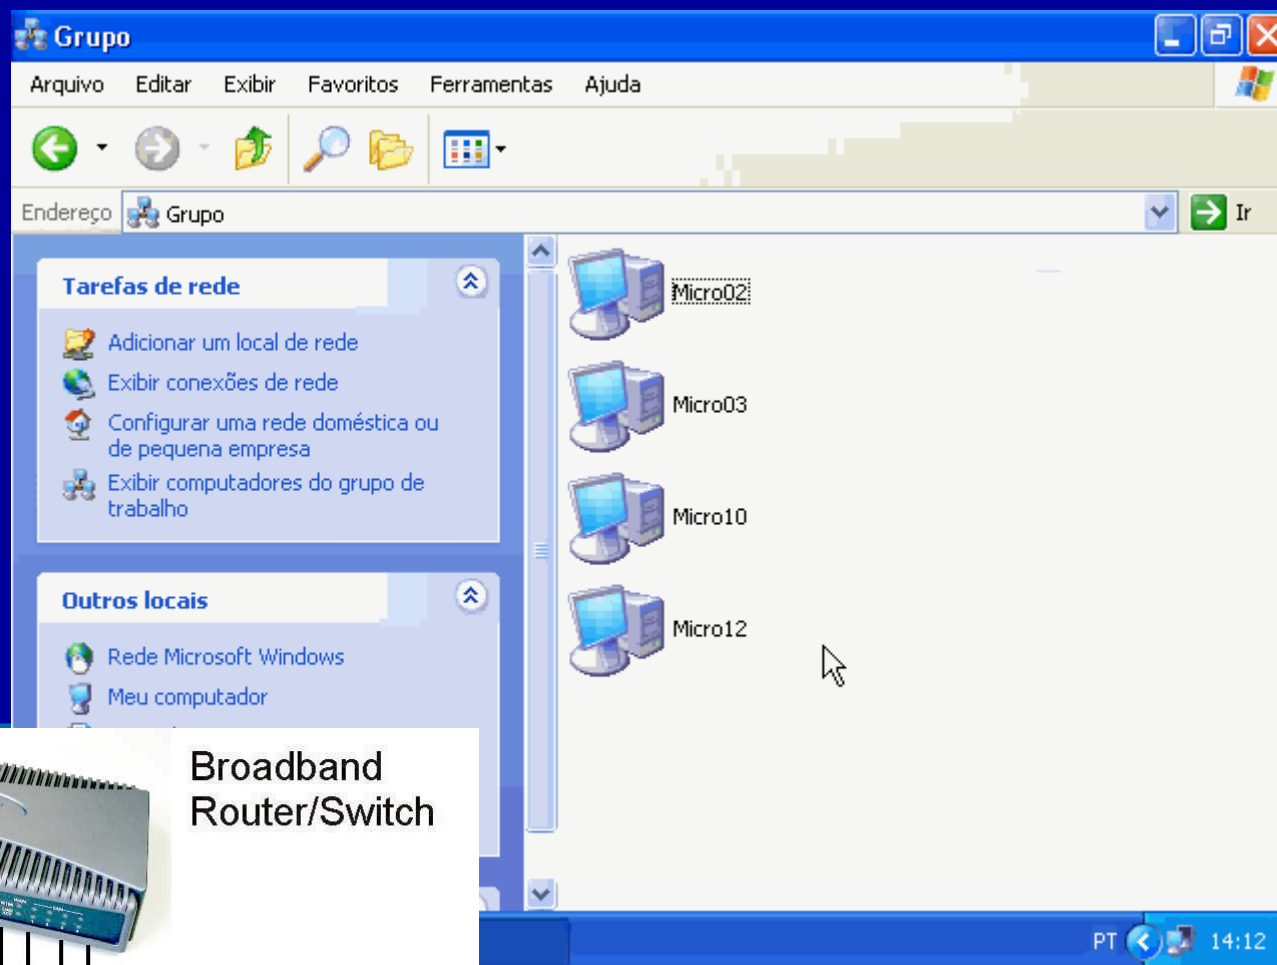 Grupo
Arquivo Editar Exibir Favoritos Ferramentas Ajuda
Endereço Grupo Ir
Tarefas de rede
Adicionar um local de rede
Exibir conexões de rede
Configurar uma rede doméstica ou
de pequena empresa
Exibir computadores do grupo de
trabalho
Outros locais
Rede Microsoft Windows
Meu computador
Micro02
Micro03
Micro10
Micro12
Broadband
Router/Switch
PT 14:12